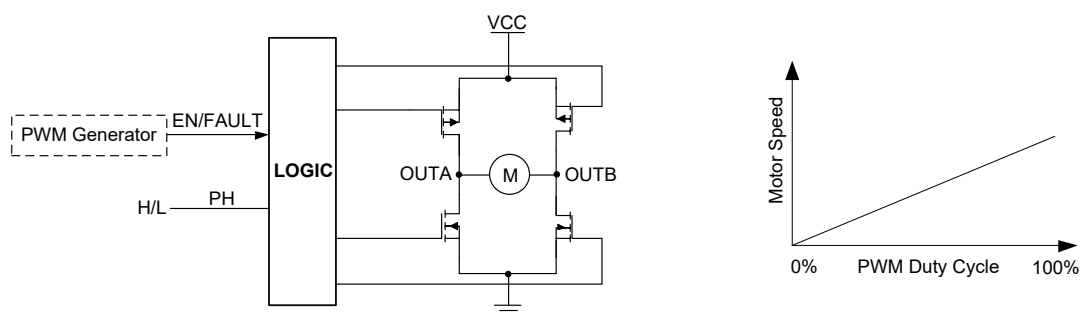 VCC
EN/FAULT
PWM Generator
LOGIC
OUTA
M
OUTB
H/L
PH
Motor Speed
0%
PWM Duty Cycle
100%